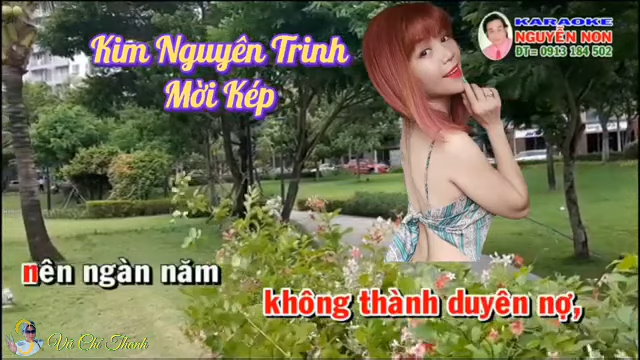 Kim Nguyên Trinh
Mời Kép
KARAOKE
NGUYỄN NON
ĐT= 0913 184 502
nên ngàn năm
không thành duyên nợ,
Võ Chí Thanh